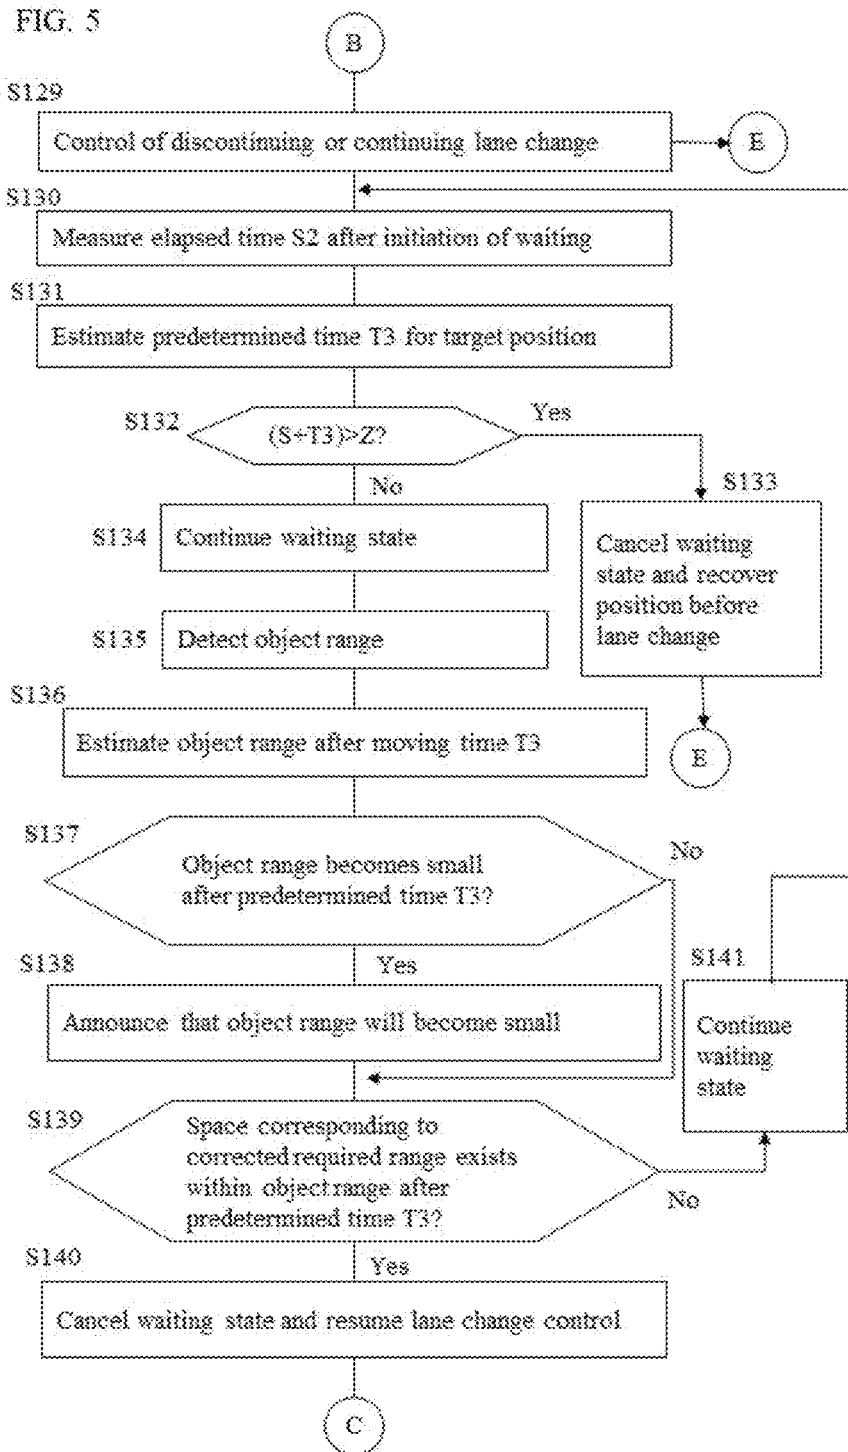 FIG. 5
B
S129
Control of discontinuing or continuing lane change
E
S130
Measure elapsed time S2 after initiation of waiting
S131
Estimate predetermined time T3 for target position
S132
(S+T3)>Z?
Yes
No
S133
Cancel waiting
state and recover
position before
lane change
E
S134
Continue waiting state
S135
Detect object range
S136
Estimate object range after moving time T3
S137
Object range becomes small
after predetermined time T3?
No
Yes
S138
Announce that object range will become small
S141
Continue
waiting
state
S139
Space corresponding to
corrected required range exists
within object range after
predetermined time T3?
No
Yes
S140
Cancel waiting state and resume lane change control
C